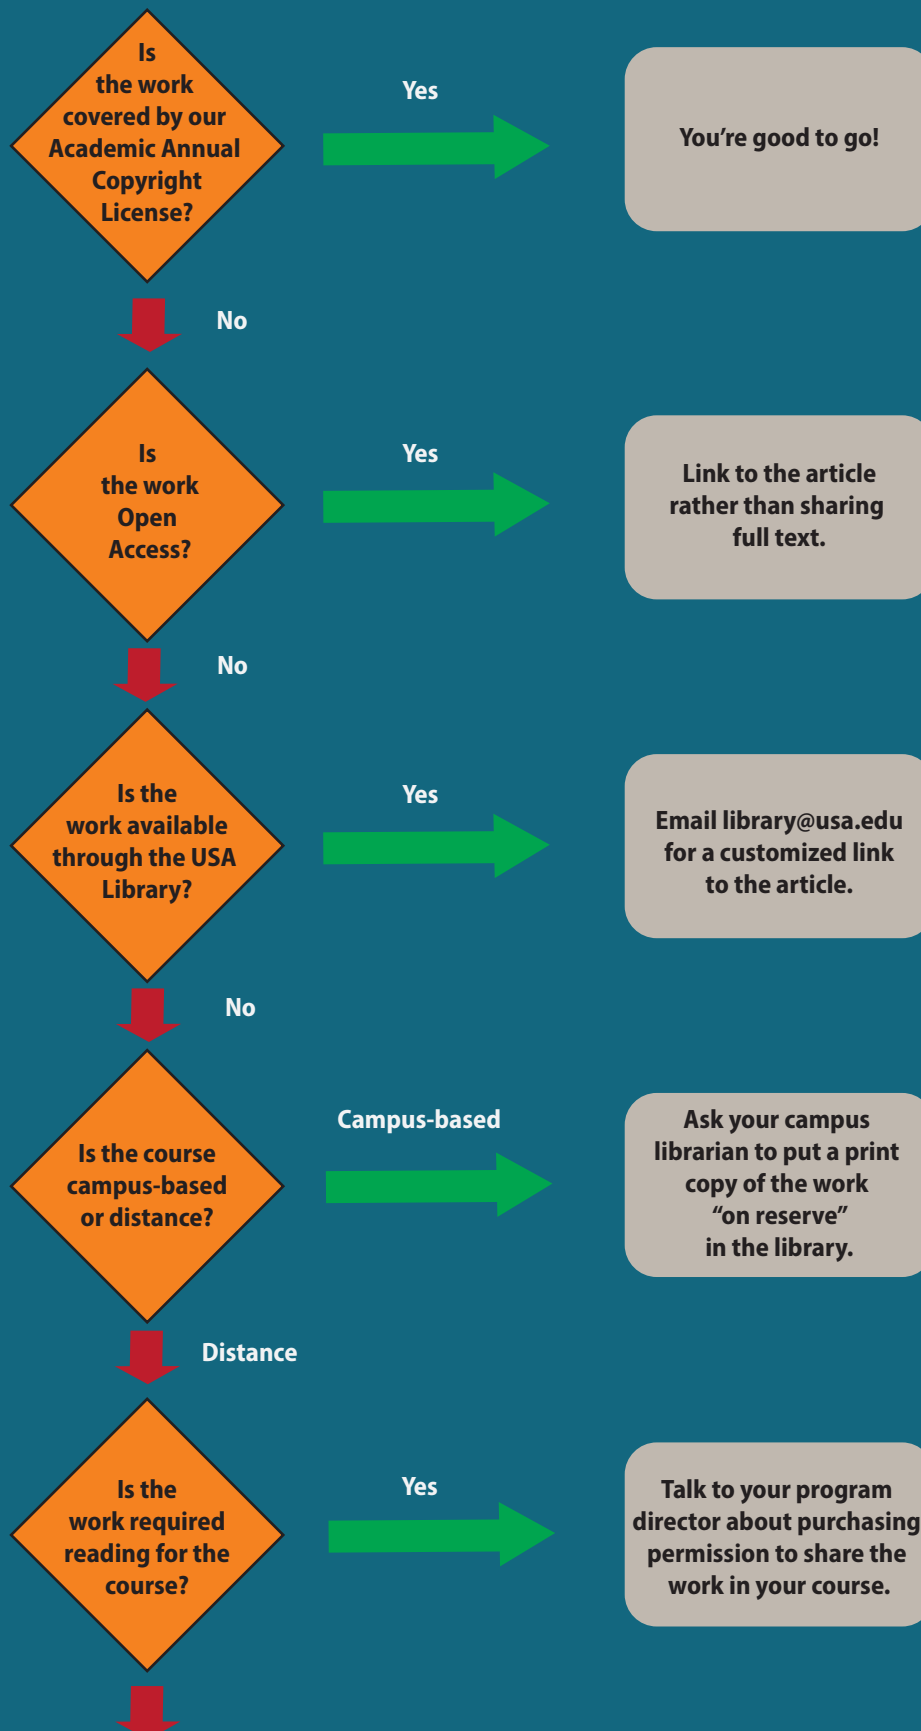 Is
the work
covered by our
Academic Annual
Copyright
License?
Yes
You're good to go!
No
Is
the work
Open
Access?
Yes
Link to the article
rather than sharing
full text.
No
Is the
work available
through the USA
Library?
Yes
Email library@usa.edu
for a customized link
to the article.
No
Is the course
campus-based
or distance?
Campus-based
Ask your campus
librarian to put a print
copy of the work
“on reserve”
in the library.
Distance
Is the
work required
reading for the
course?
Yes
Talk to your program
director about purchasing
permission to share the
work in your course.